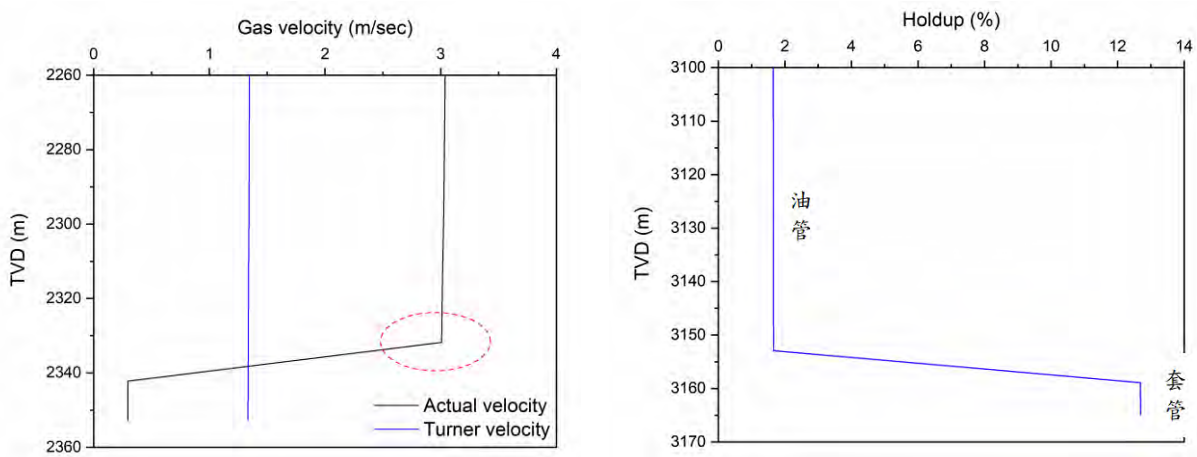 Gas velocity (m/sec)
0 1 2 3 4
TVD (m)
2260
2280
2300
2320
2340
2360
Actual velocity
Turner velocity
Holdup (%)
0 2 4 6 8 10 12 14
TVD (m)
3100
3110
3120
3130
3140
3150
3160
3170
油
管
套
管